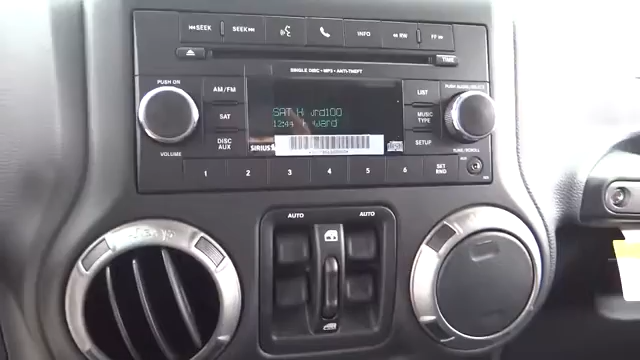 SEEK SEEK INFO RW FF
SINGLE DISC • MP3 • ANTI-THEFT TIME
PUSH ON PUSH AUDIO/SELECT
AM/FM LIST
SAT MUSIC TYPE
SAT
12:44
DISC AUX SETUP
SIRIUS
VOLUME TUNE/SCROLL
1 2 3 4 5 6 SET RND
AUTO AUTO
Jeep